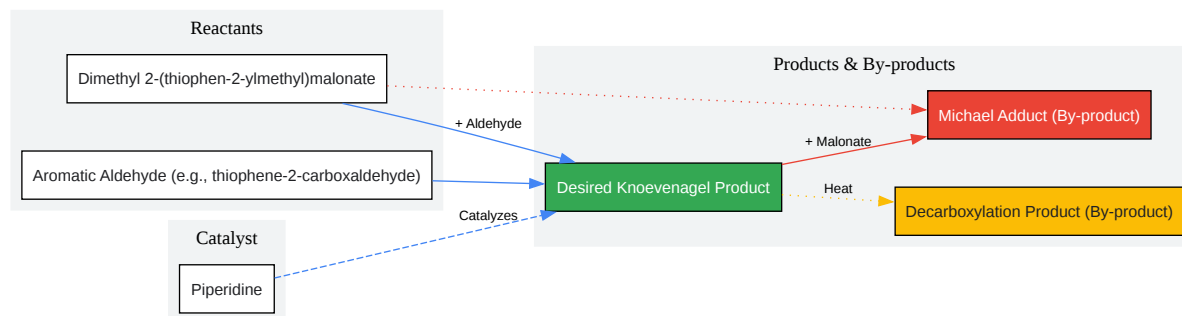 Reactants
Dimethyl 2-(thiophen-2-ylmethyl)malonate
Aromatic Aldehyde (e.g., thiophene-2-carboxaldehyde)
Catalyst
Piperidine
+ Aldehyde
Catalyzes
Products & By-products
Desired Knoevenagel Product
+ Malonate
Heat
Michael Adduct (By-product)
Decarboxylation Product (By-product)